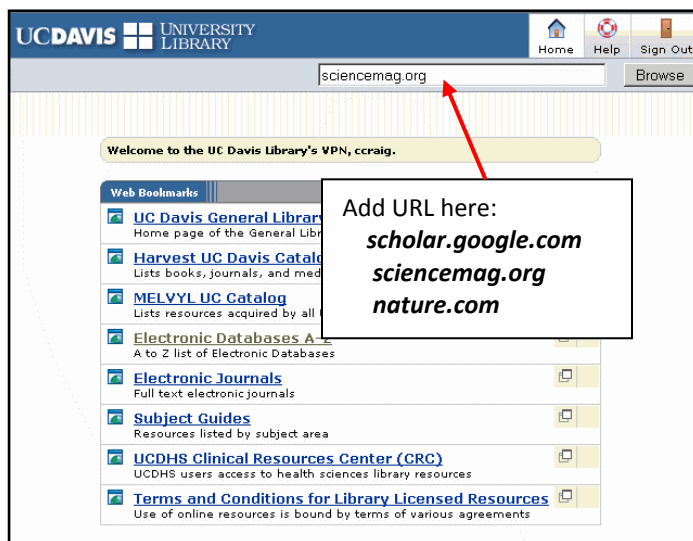 UCDAVIS UNIVERSITY
LIBRARY
Home Help Sign Out
sciencemag.org Browse
Welcome to the UC Davis Library's VPN, ccraig.
Web Bookmarks
UC Davis General Library
Home page of the General
Harvest UC Davis
Lists books, journals, and
MELVYL UC Catalog
Lists resources acquired by all
Electronic Databases A-Z
A to Z list of Electronic Databases
Electronic Journals
Full text electronic journals
Subject Guides
Resources listed by subject area
UCDHS Clinical Resources Center (CRC)
UCDHS users access to health sciences library resources
Terms and Conditions for Library Licensed Resources
Use of online resources is bound by terms of various agreements
Add URL here:
scholar.google.com
sciencemag.org
nature.com